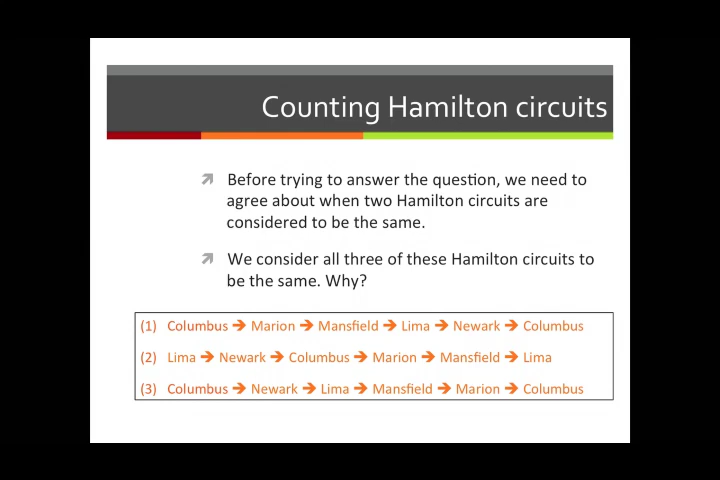 Counting Hamilton circuits
Before trying to answer the question, we need to
agree about when two Hamilton circuits are
considered to be the same.
We consider all three of these Hamilton circuits to
be the same. Why?
(1) Columbus ➔ Marion ➔ Mansfield ➔ Lima ➔ Newark ➔ Columbus
(2) Lima ➔ Newark ➔ Columbus ➔ Marion ➔ Mansfield ➔ Lima
(3) Columbus ➔ Newark ➔ Lima ➔ Mansfield ➔ Marion ➔ Columbus